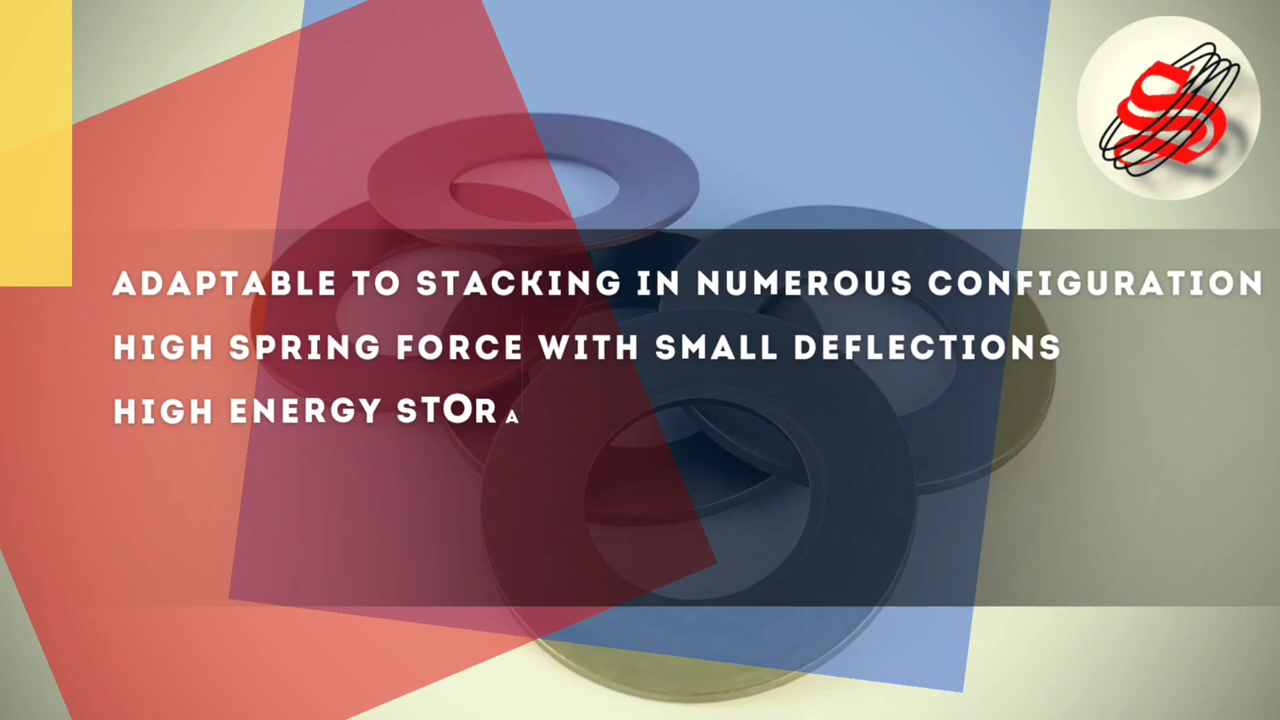 ADAPTABLE TO STACKING IN NUMEROUS CONFIGURATION
HIGH SPRING FORCE WITH SMALL DEFLECTIONS
HIGH ENERGY STORA